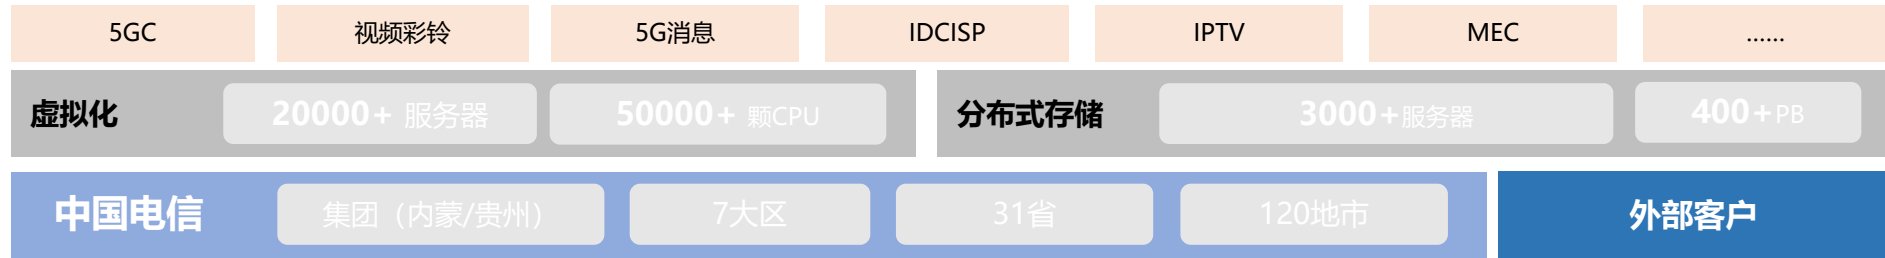 5GC 视频彩铃 5G消息 IDCISP IPTV MEC ......
虚拟化 20000+ 服务器 50000+ 颗CPU 分布式存储 3000+服务器 400+PB
中国电信 集团（内蒙/贵州） 7大区 31省 120地市 外部客户